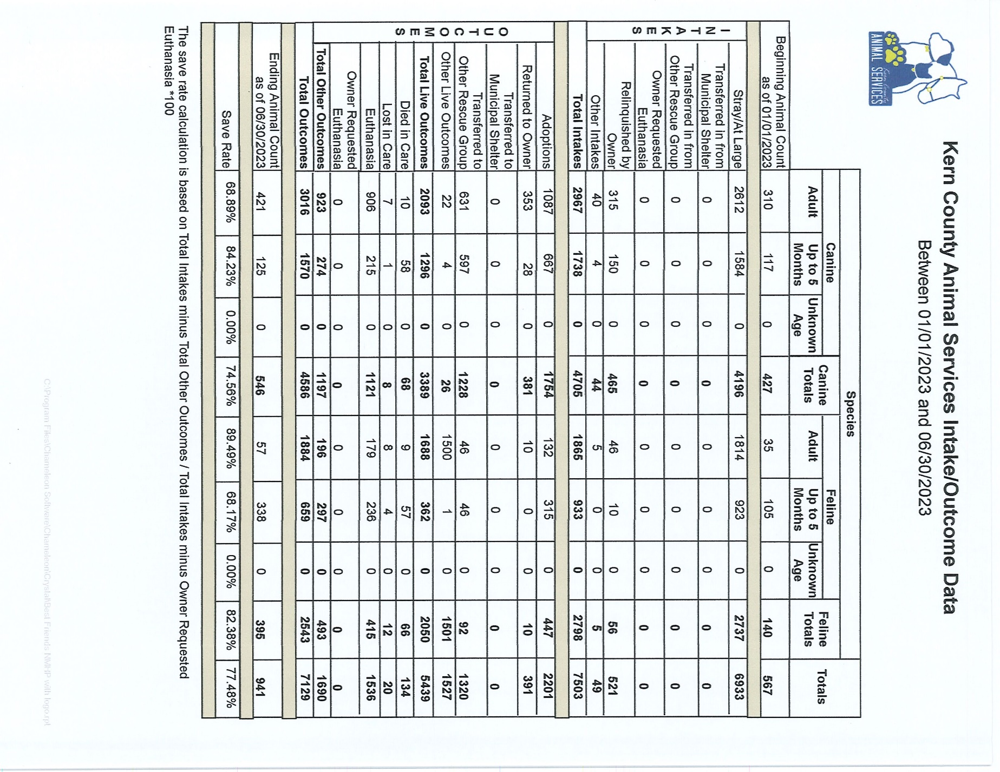 Kern County
ANIMAL SERVICES
Kern County Animal Services Intake/Outcome Data
Between 01/01/2023 and 06/30/2023
Species
Canine Canine Totals Feline Feline Totals Totals
Adult Up to 5 Months Unknown Age Adult Up to 5 Months Unknown Age
Beginning Animal Count as of 01/01/2023 310 117 0 427 35 105 0 140 567
INTAKES
Stray/At Large 2612 1584 0 4196 1814 923 0 2737 6933
Transferred in from Municipal Shelter 0 0 0 0 0 0 0 0 0
Transferred in from Other Rescue Group 0 0 0 0 0 0 0 0 0
Owner Requested Euthanasia 0 0 0 0 0 0 0 0 0
Relinquished by Owner 315 150 0 465 46 10 0 56 521
Other Intakes 40 4 0 44 5 0 0 5 49
Total Intakes 2967 1738 0 4705 1865 933 0 2798 7503
OUTCOMES
Adoptions 1087 667 0 1754 132 315 0 447 2201
Returned to Owner 353 28 0 381 10 0 0 10 391
Transferred to Municipal Shelter 0 0 0 0 0 0 0 0 0
Transferred to Other Rescue Group 631 597 0 1228 46 46 0 92 1320
Other Live Outcomes 22 4 0 26 1500 1 0 1501 1527
Total Live Outcomes 2093 1296 0 3389 1688 362 0 2050 5439
Died in Care 10 58 0 68 9 57 0 66 134
Lost in Care 7 1 0 8 8 4 0 12 20
Euthanasia 906 215 0 1121 179 236 0 415 1536
Owner Requested Euthanasia 0 0 0 0 0 0 0 0 0
Total Other Outcomes 923 274 0 1197 196 297 0 493 1690
Total Outcomes 3016 1570 0 4586 1884 659 0 2543 7129
Ending Animal Count as of 06/30/2023 421 125 0 546 57 338 0 395 941
Save Rate 68.89% 84.23% 0.00% 74.56% 89.49% 68.17% 0.00% 82.38% 77.48%
The save rate calculation is based on Total Intakes minus Total Other Outcomes / Total Intakes minus Owner Requested
Euthanasia *100
C:\Program Files\Chameleon Software\Chameleon\Crystal\Best Friends NMHP with logo.rpt